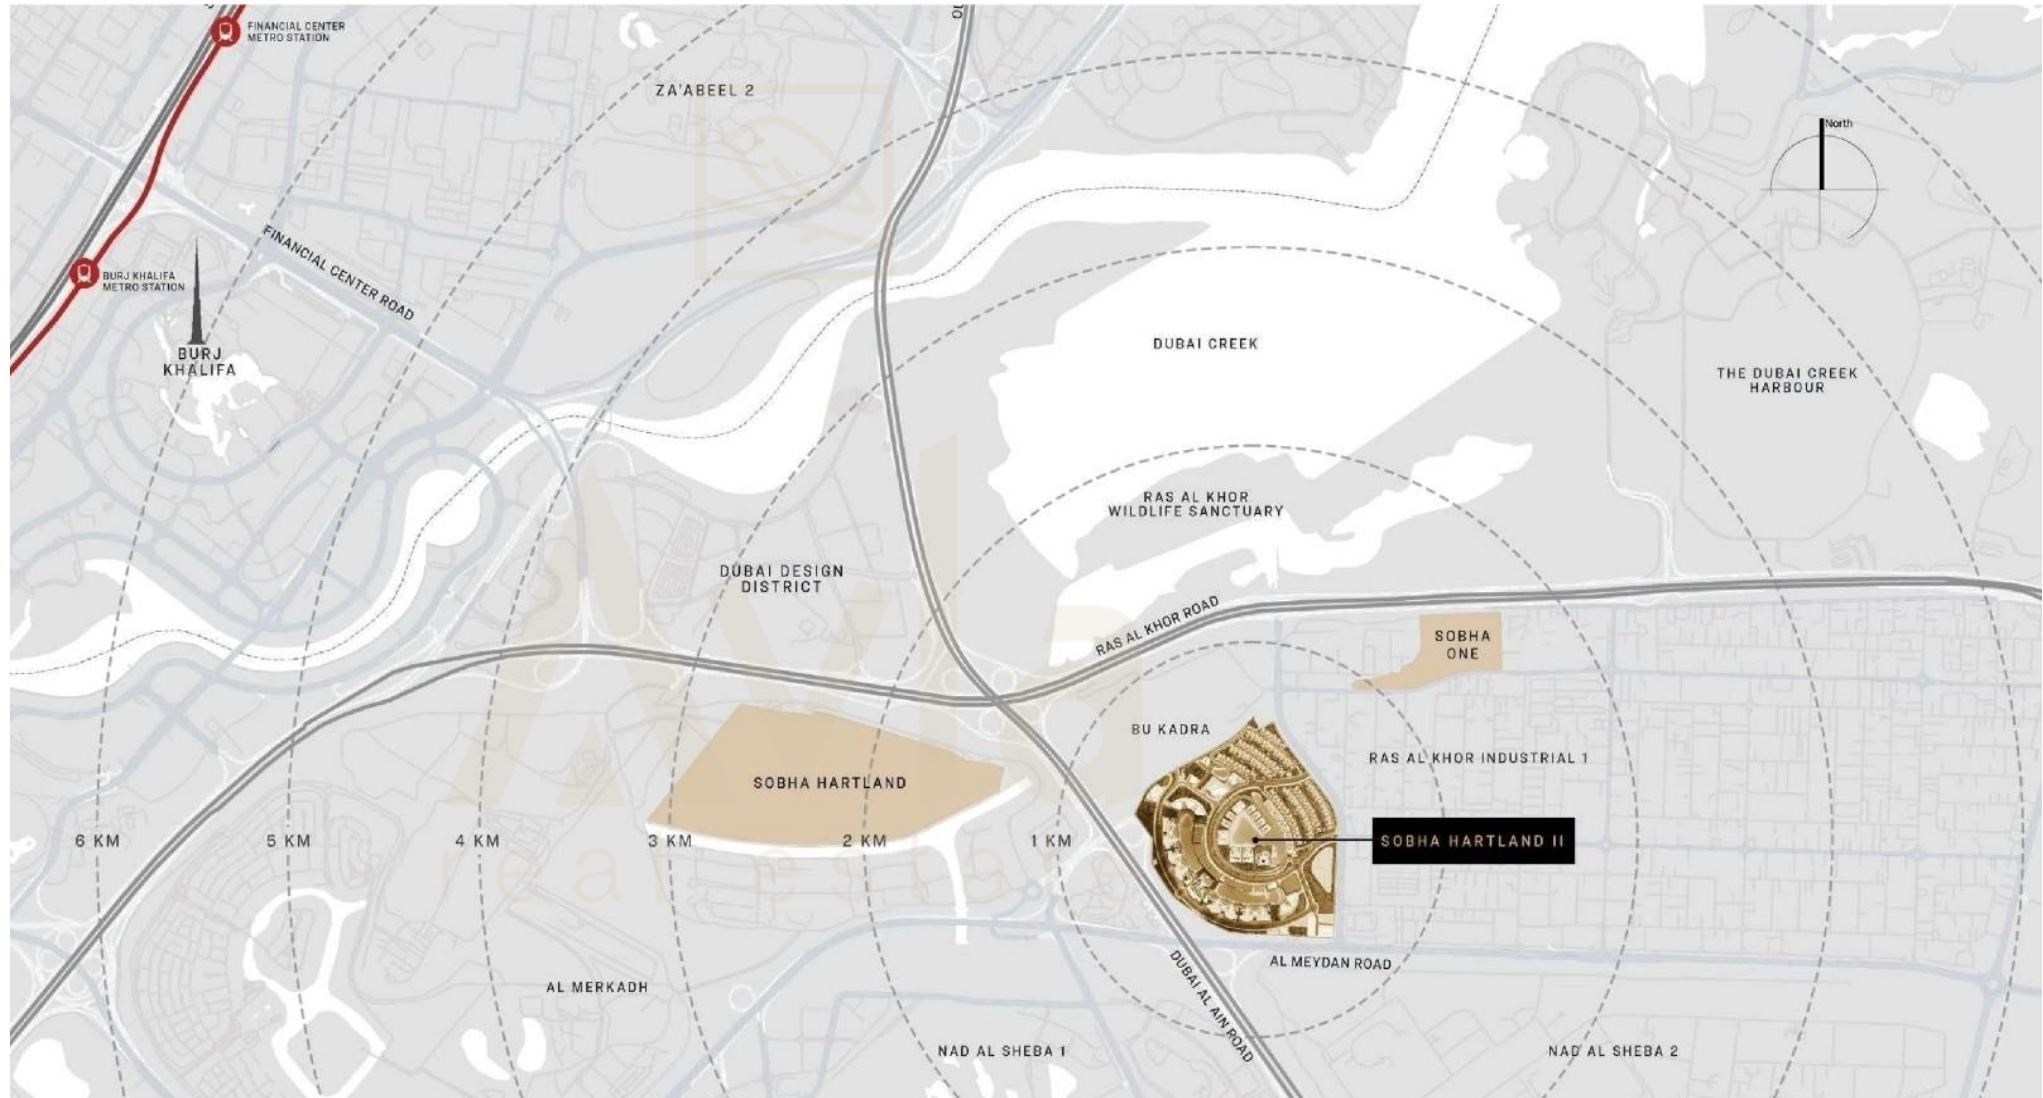 FINANCIAL CENTER
METRO STATION
ZA'ABEEL 2
North
FINANCIAL CENTER ROAD
BURJ KHALIFA
METRO STATION
BURJ
KHALIFA
DUBAI CREEK
THE DUBAI CREEK
HARBOUR
RAS AL KHOR
WILDLIFE SANCTUARY
DUBAI DESIGN
DISTRICT
RAS AL KHOR ROAD
SOBHA
ONE
BU KADRA
RAS AL KHOR INDUSTRIAL 1
SOBHA HARTLAND
6 KM
5 KM
4 KM
3 KM
2 KM
1 KM
SOBHA HARTLAND II
real estate
AL MEYDAN ROAD
DUBAI AL AIN ROAD
AL MERKADH
NAD AL SHEBA 1
NAD AL SHEBA 2